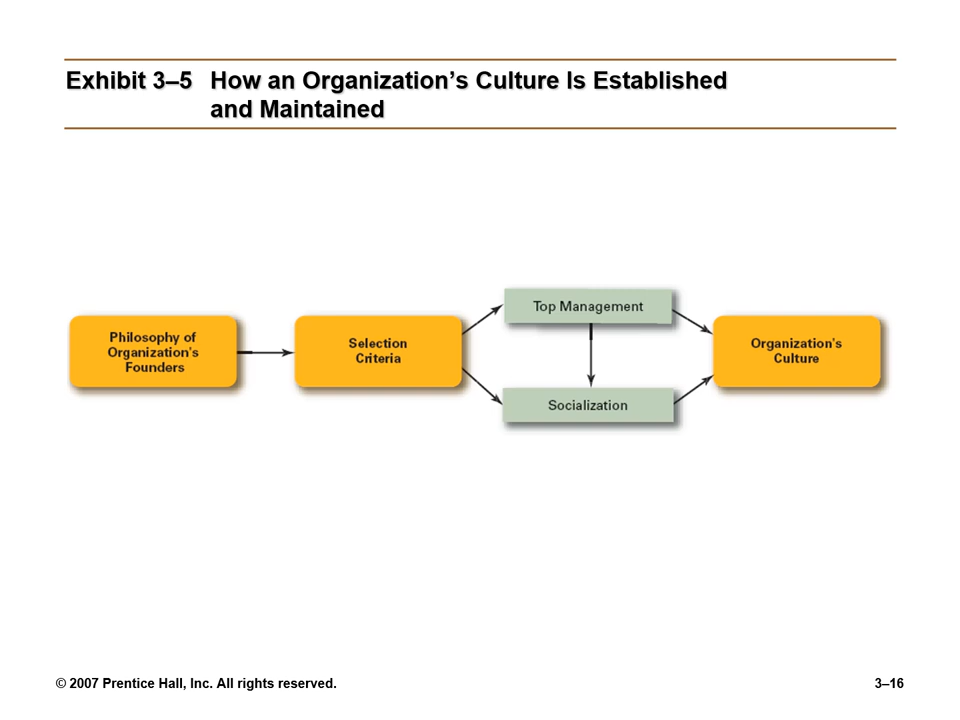 Exhibit 3–5 How an Organization’s Culture Is Established
and Maintained
Philosophy of
Organization's
Founders
Selection
Criteria
Top Management
Socialization
Organization's
Culture
© 2007 Prentice Hall, Inc. All rights reserved.
3–16